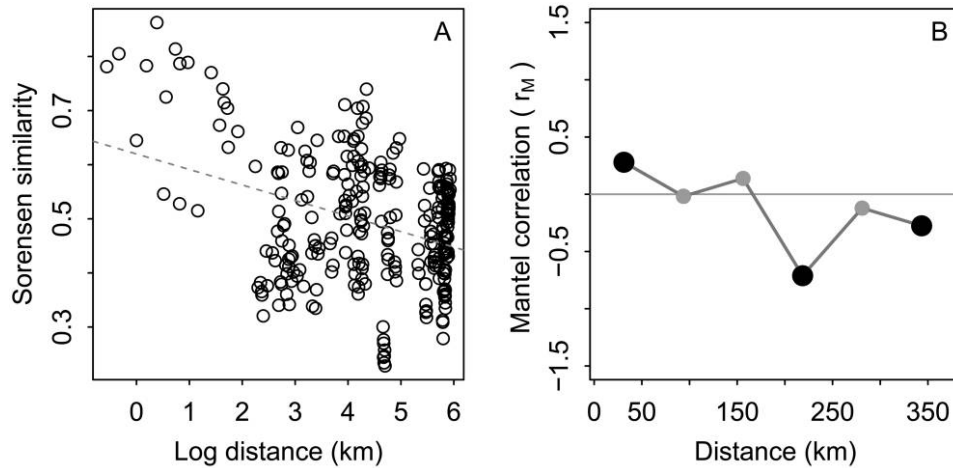 A
Sorensen similarity
0.3 0.5 0.7
0 1 2 3 4 5 6
Log distance (km)
B
Mantel correlation ( rM )
−1.5 −0.5 0.5 1.5
0 50 150 250 350
Distance (km)